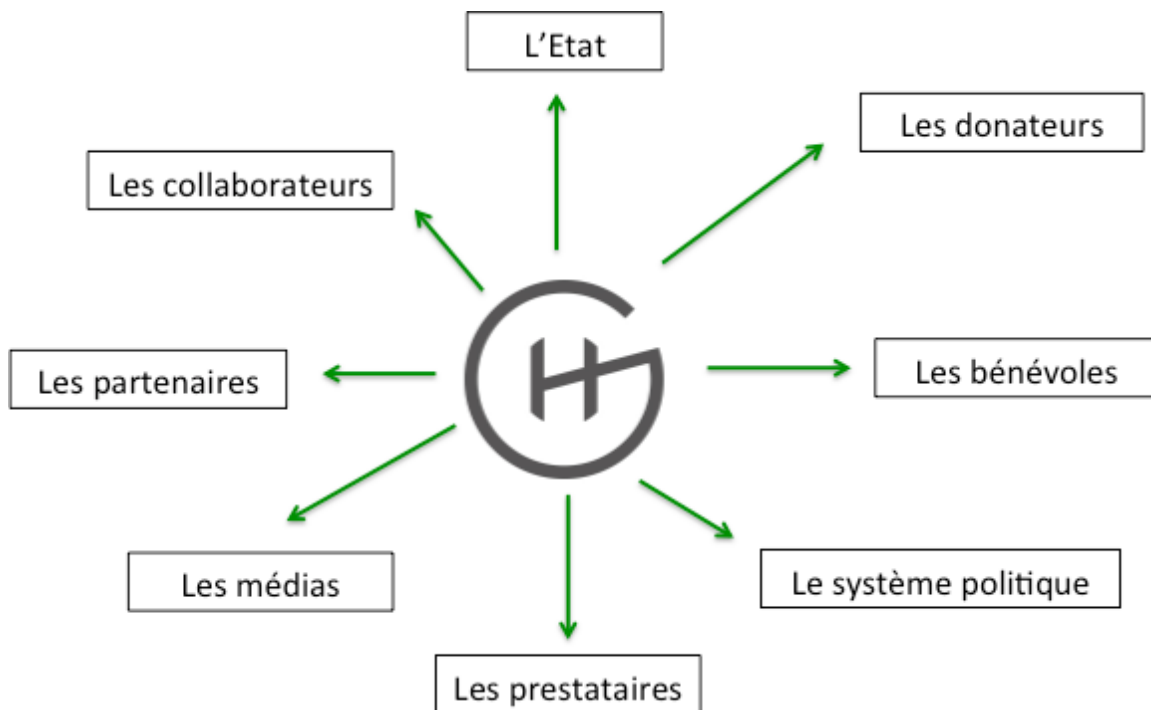 L’Etat
Les donateurs
Les collaborateurs
Les partenaires
Les bénévoles
Les médias
Le système politique
Les prestataires